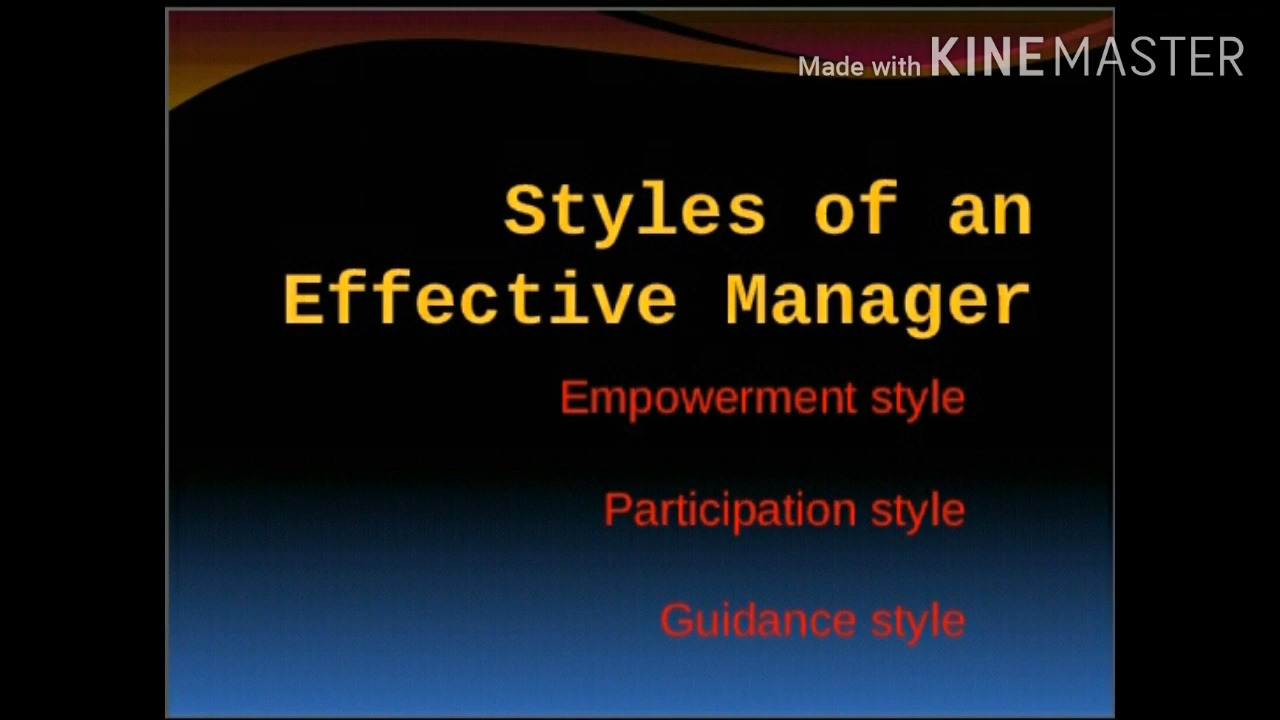 Made with KINEMASTER
Styles of an
Effective Manager
Empowerment style
Participation style
Guidance style